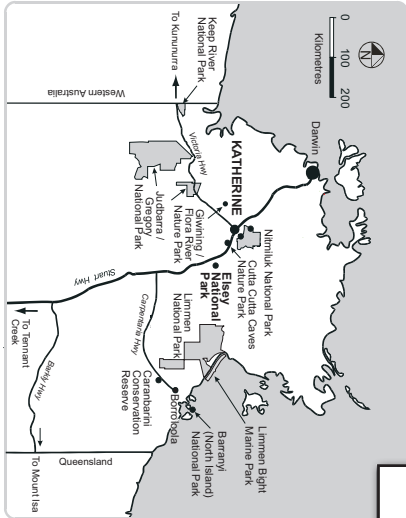 0 100 200
Kilometres
N
Darwin
To Kununurra
Keep River
National Park
Western Australia
Victoria Hwy
KATHERINE
Nitmiluk National Park
Cutta Cutta Caves
Nature Park
Giwining /
Flora River
Nature Park
Judbarra /
Gregory
National Park
Elsey
National
Park
Limmen
National Park
Limmen Bight
Marine Park
Stuart Hwy
Carpentaria Hwy
Borroloola
Barranyi
(North Island)
National Park
Caranbarini
Conservation
Reserve
To Tennant
Creek
Barkly Hwy
To Mount Isa
Queensland